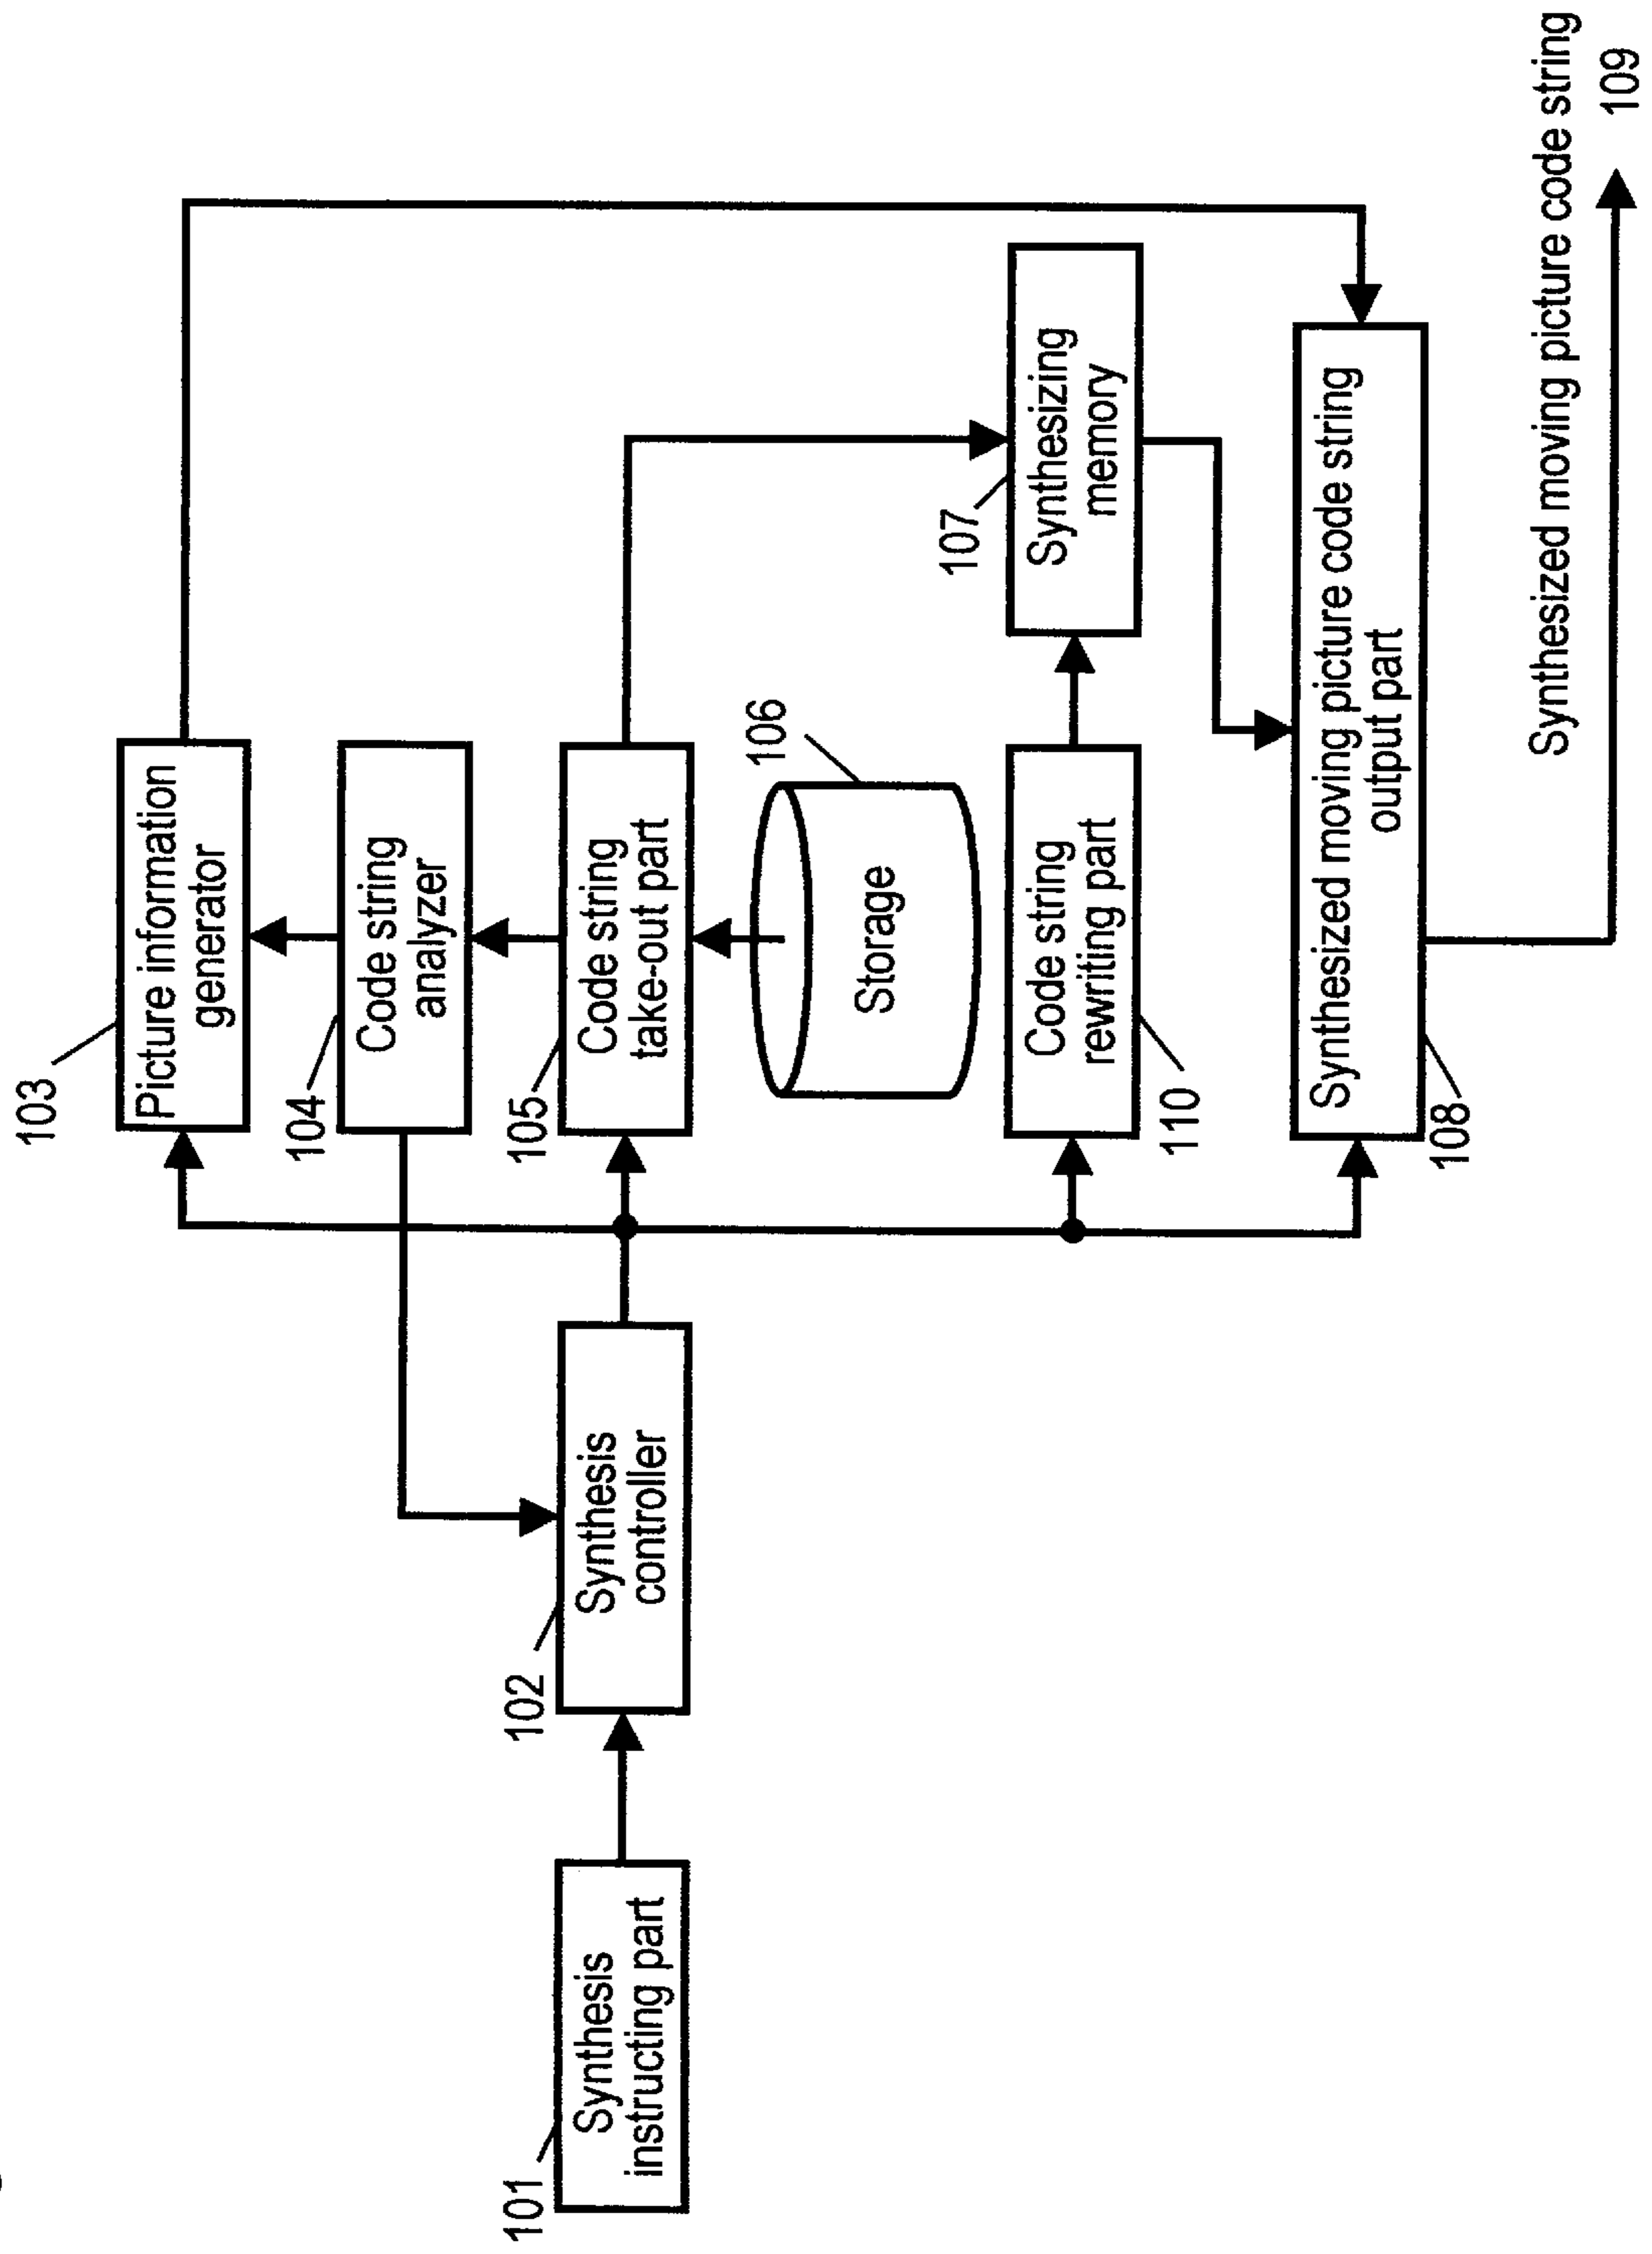 103
Picture information
generator
104
Code string
analyzer
105
Code string
take-out part
106
Storage
101
Synthesis
instructing part
102
Synthesis
controller
107
Synthesizing
memory
110
Code string
rewriting part
108
Synthesized moving picture code string
output part
Synthesized moving picture code string
109